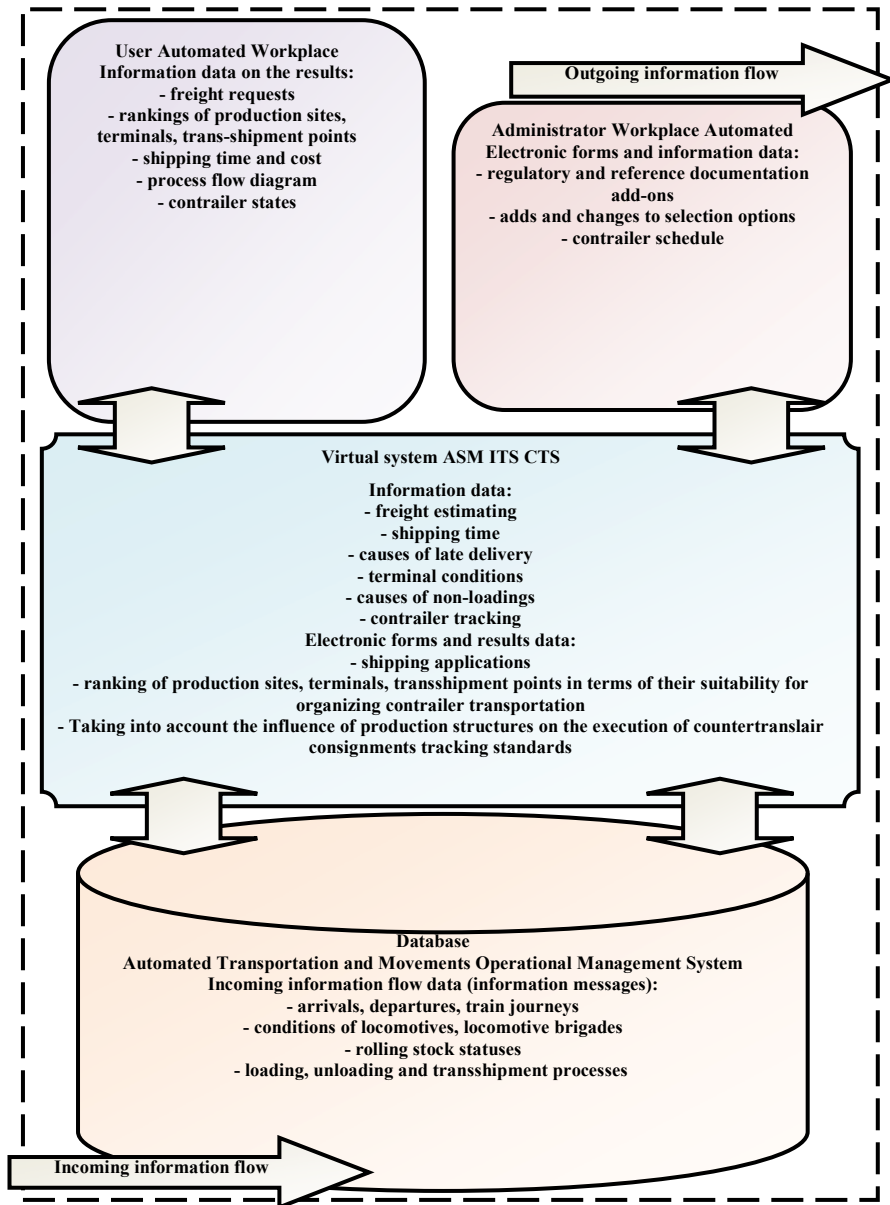 User Automated Workplace
Information data on the results:
- freight requests
- rankings of production sites,
terminals, trans-shipment points
- shipping time and cost
- process flow diagram
- contrailer states
Outgoing information flow
Administrator Workplace Automated
Electronic forms and information data:
- regulatory and reference documentation
add-ons
- adds and changes to selection options
- contrailer schedule
Virtual system ASM ITS CTS
Information data:
- freight estimating
- shipping time
- causes of late delivery
- terminal conditions
- causes of non-loadings
- contrailer tracking
Electronic forms and results data:
- shipping applications
- ranking of production sites, terminals, transshipment points in terms of their suitability for
organizing contrailer transportation
- Taking into account the influence of production structures on the execution of countertranslair
consignments tracking standards
Database
Automated Transportation and Movements Operational Management System
Incoming information flow data (information messages):
- arrivals, departures, train journeys
- conditions of locomotives, locomotive brigades
- rolling stock statuses
- loading, unloading and transshipment processes
Incoming information flow